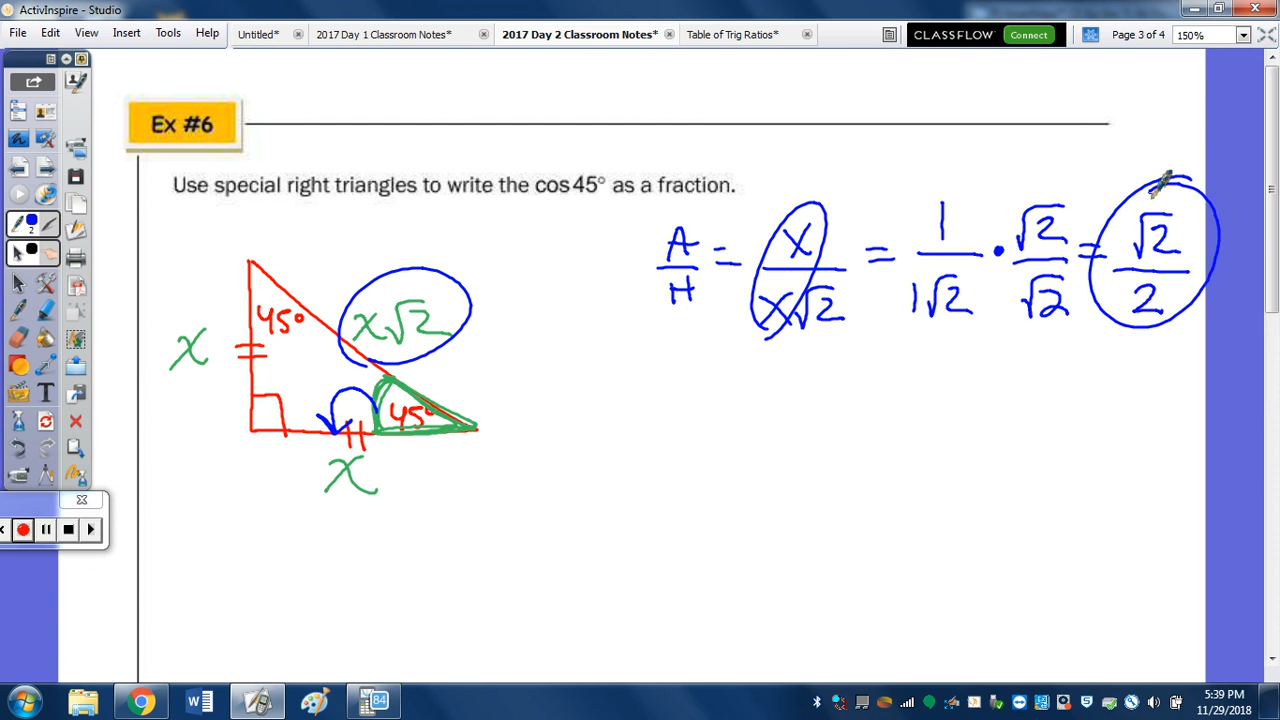 ActivInspire - Studio
File Edit View Insert Tools Help
Untitled* 2017 Day 1 Classroom Notes* 2017 Day 2 Classroom Notes* Table of Trig Ratios*
CLASSFLOW Connect Page 3 of 4 150%
Ex #6
Use special right triangles to write the cos 45° as a fraction.
A/H = x/x√2 = 1/1√2 • √2/√2 = √2/2
45°
x√2
x
45°
x
2
T
W
84
5:39 PM
11/29/2018